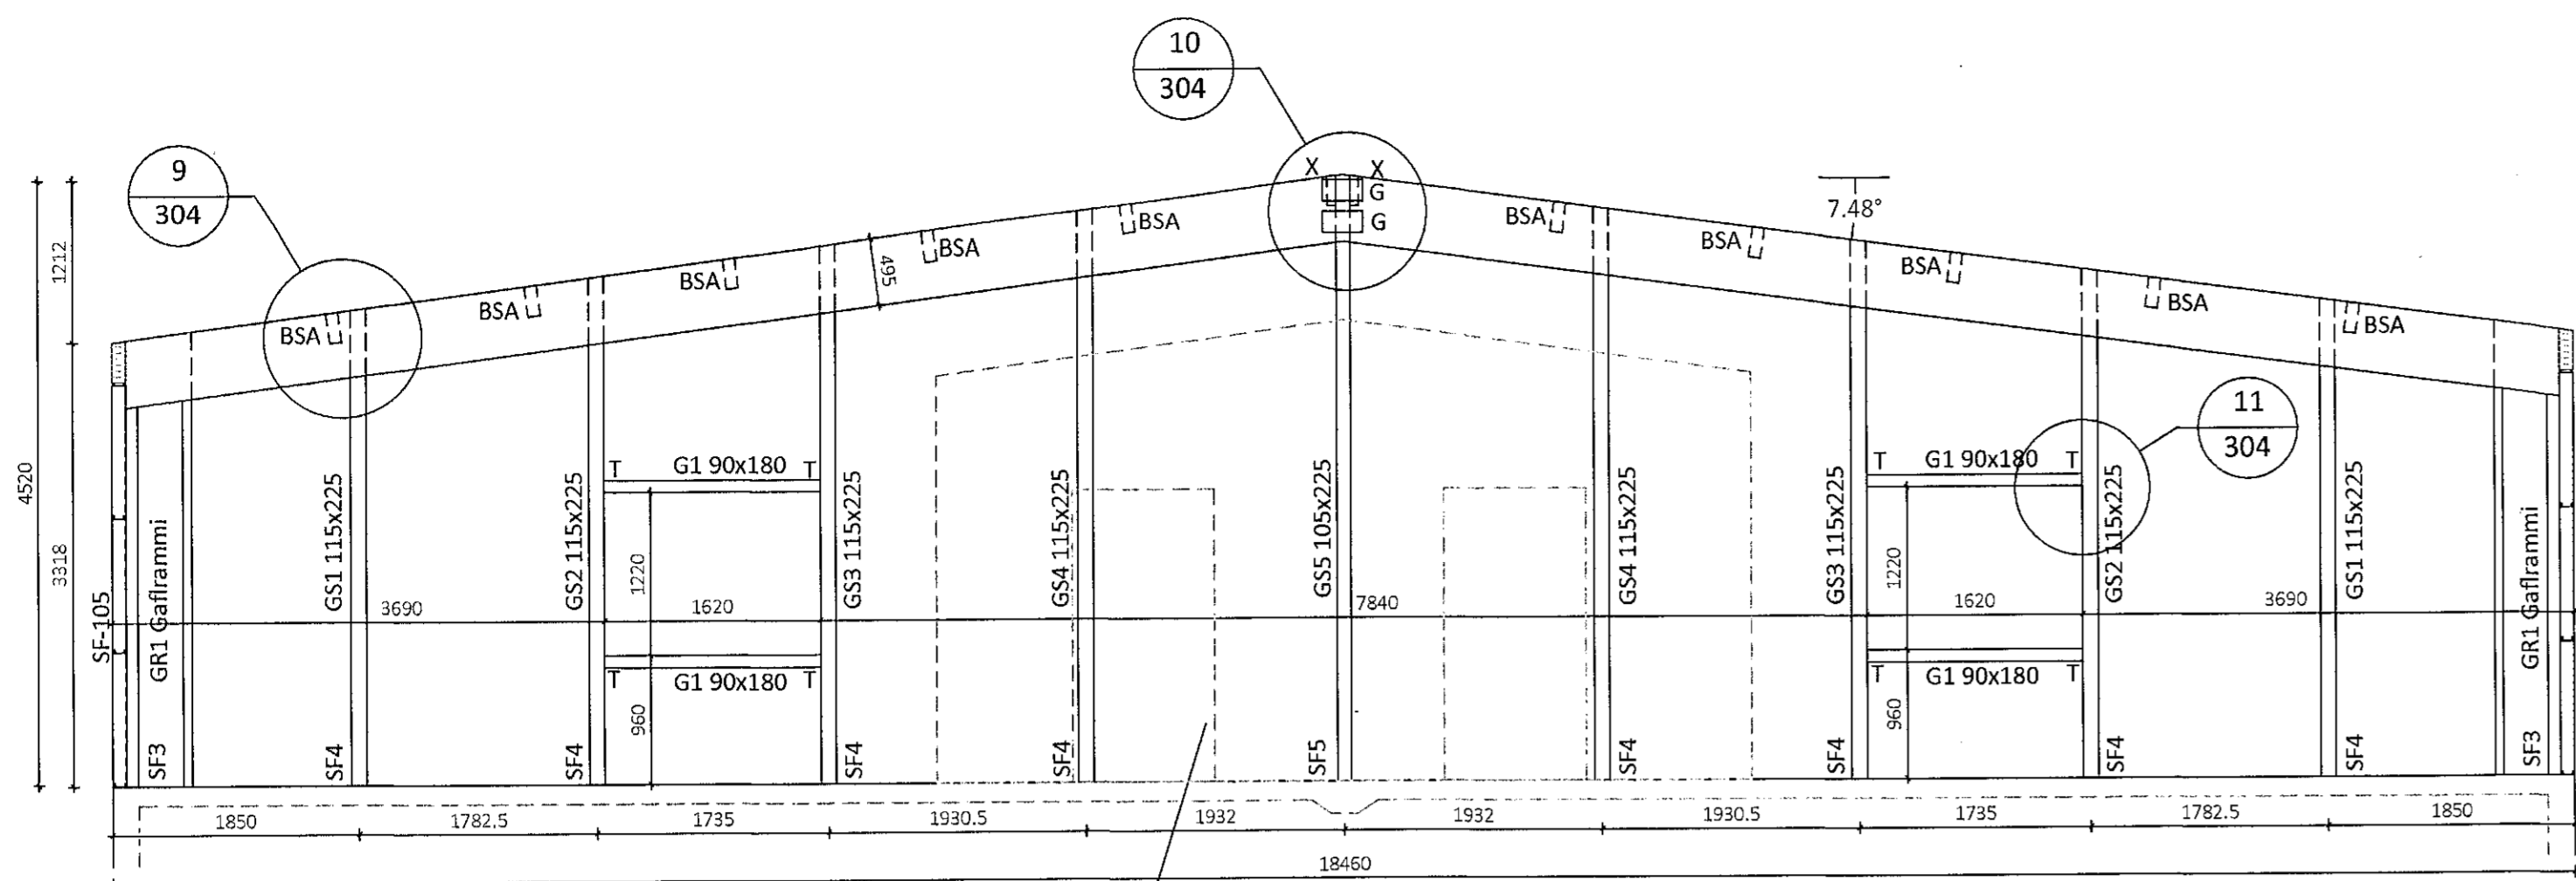 10
304
9
304
X X
G
G
7.48°
BSA
BSA
BSA
BSA
BSA
BSA
BSA
BSA
BSA
BSA
495
1212
4520
3318
11
304
T G1 90x180 T
T G1 90x180 T
SF-105
GR1 Gaflrammi
GS1 115x225
GS2 115x225
GS3 115x225
GS4 115x225
GS5 105x225
GS4 115x225
GS3 115x225
GS2 115x225
GS1 115x225
GR1 Gaflrammi
1220
1220
3690
1620
7840
1620
3690
T G1 90x180 T
T G1 90x180 T
960
960
SF3
SF4
SF4
SF4
SF4
SF5
SF4
SF4
SF4
SF4
SF3
1850
1782.5
1735
1930.5
1932
1932
1930.5
1735
1782.5
1850
18460